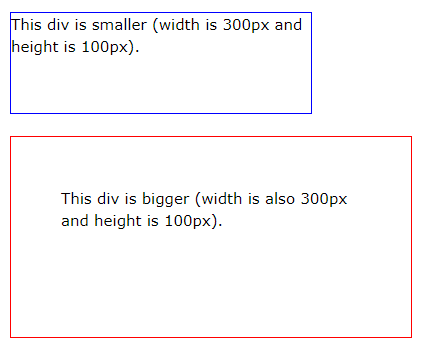 This div is smaller (width is 300px and
height is 100px).
This div is bigger (width is also 300px
and height is 100px).